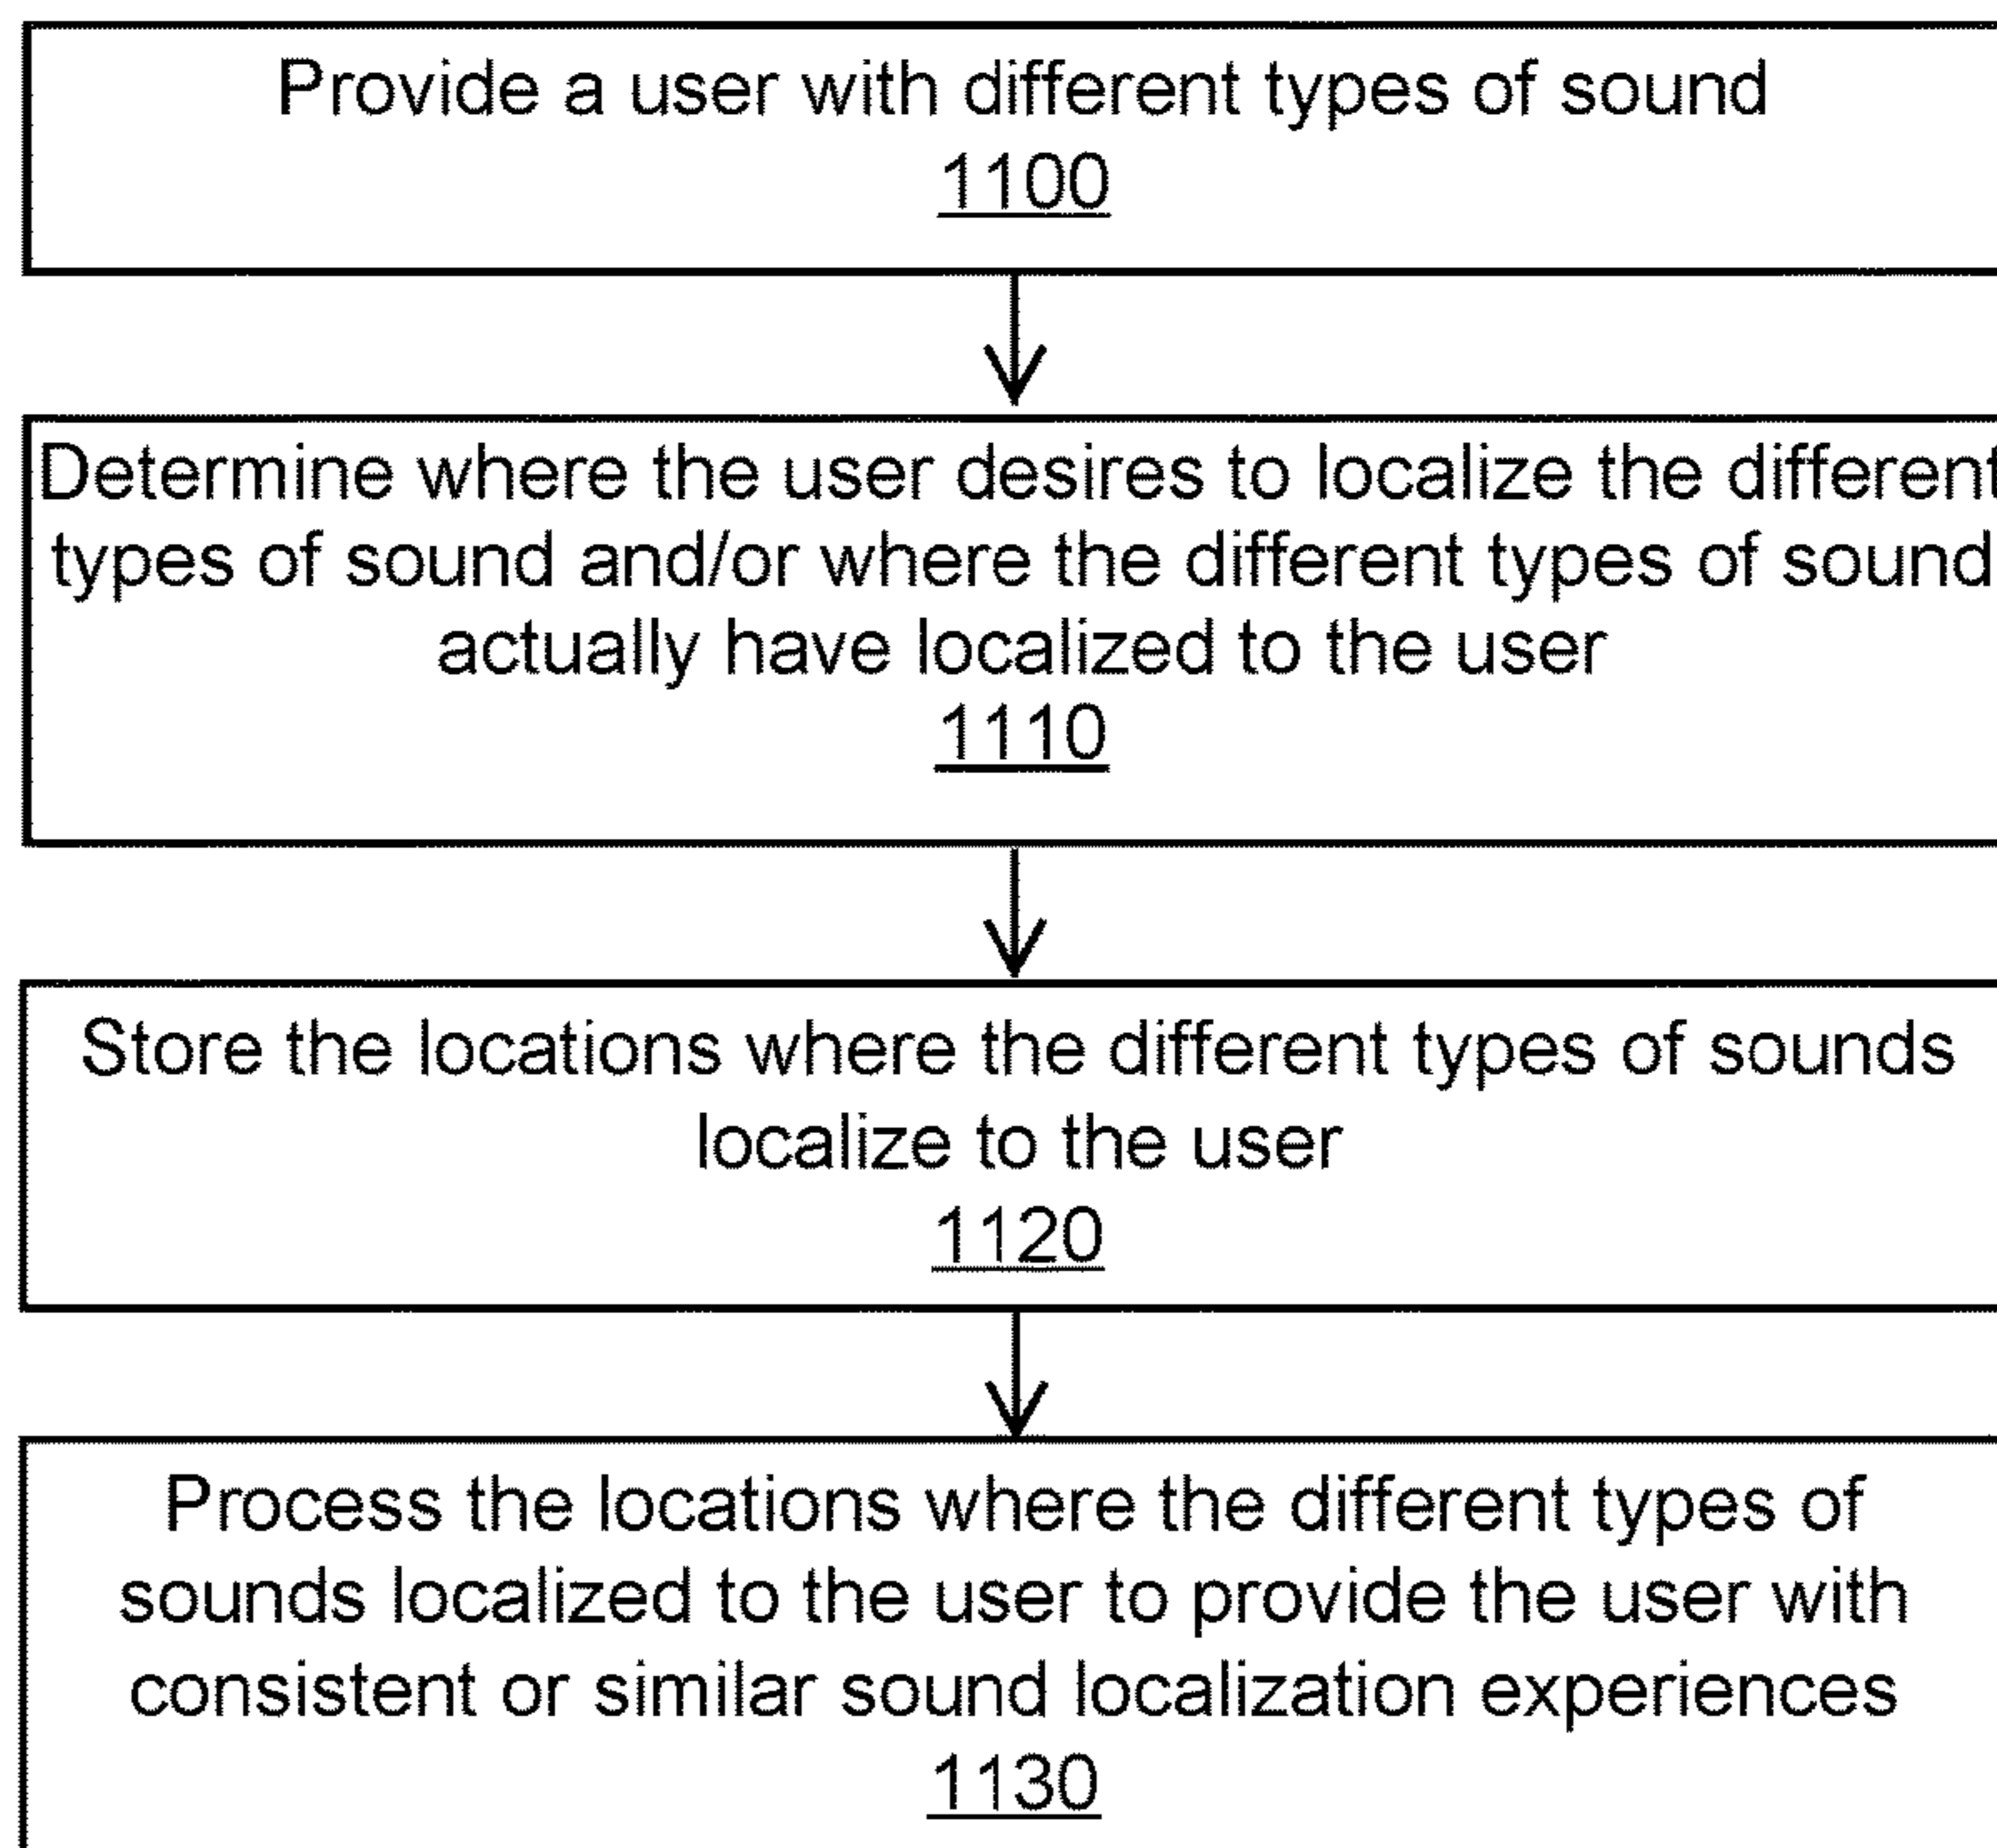 Provide a user with different types of sound
1100
Determine where the user desires to localize the different
types of sound and/or where the different types of sound
actually have localized to the user
1110
Store the locations where the different types of sounds
localize to the user
1120
Process the locations where the different types of
sounds localized to the user to provide the user with
consistent or similar sound localization experiences
1130